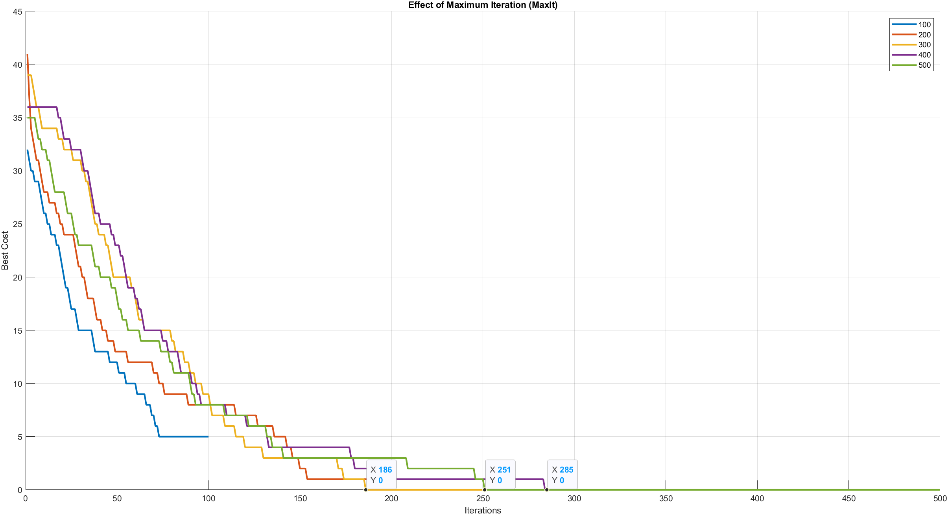 Effect of Maximum Iteration (MaxIt)
45
40
35
30
25
20
15
10
5
0
Best Cost
100
200
300
400
500
X 186
Y 0
X 251
Y 0
X 285
Y 0
0 50 100 150 200 250 300 350 400 450 500
Iterations